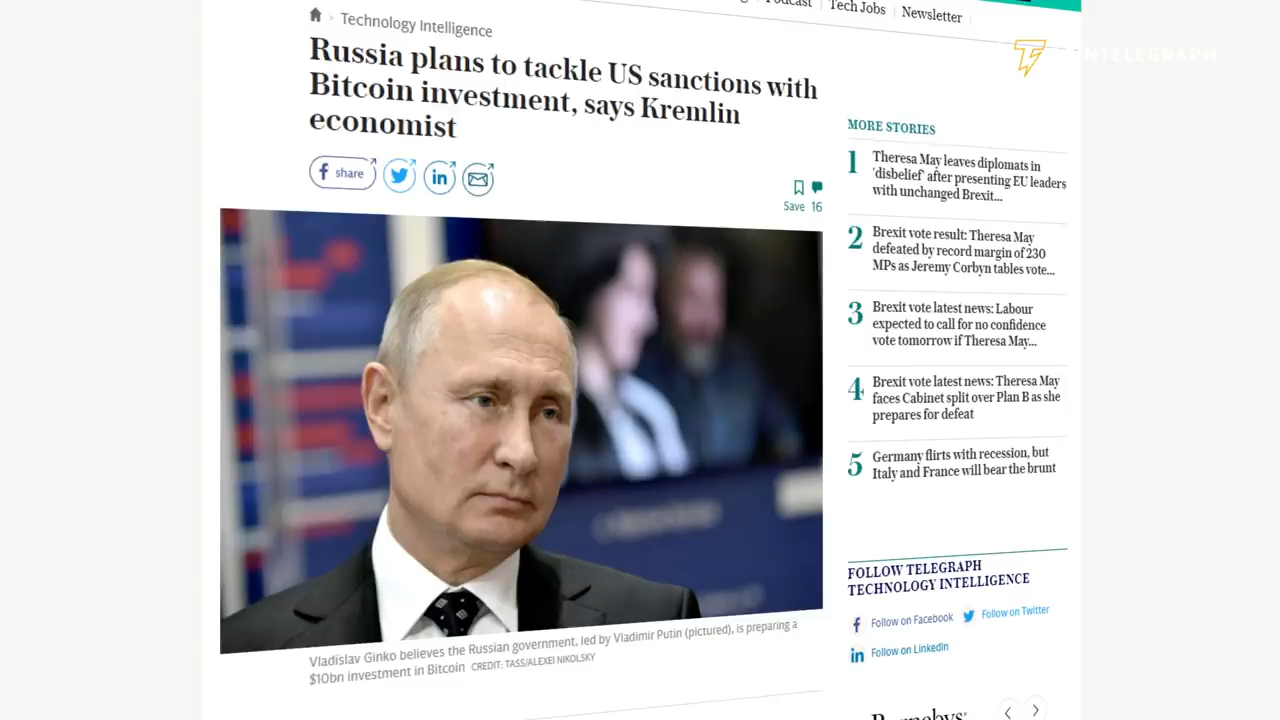 Tech Jobs
Newsletter
Technology Intelligence
Russia plans to tackle US sanctions with
Bitcoin investment, says Kremlin
economist
share
Save 16
NTELEGRAPH
MORE STORIES
1
Theresa May leaves diplomats in
'disbelief' after presenting EU leaders
with unchanged Brexit...
2
Brexit vote result: Theresa May
defeated by record margin of 230
MPs as Jeremy Corbyn tables vote...
3
Brexit vote latest news: Labour
expected to call for no confidence
vote tomorrow if Theresa May...
4
Brexit vote latest news: Theresa May
faces Cabinet split over Plan B as she
prepares for defeat
5
Germany flirts with recession, but
Italy and France will bear the brunt
FOLLOW TELEGRAPH
TECHNOLOGY INTELLIGENCE
Follow on Facebook
Follow on Twitter
Follow on LinkedIn
Vladislav Ginko believes the Russian government, led by Vladimir Putin (pictured), is preparing a
$10bn investment in Bitcoin CREDIT: TASS/ALEXEI NIKOLSKY